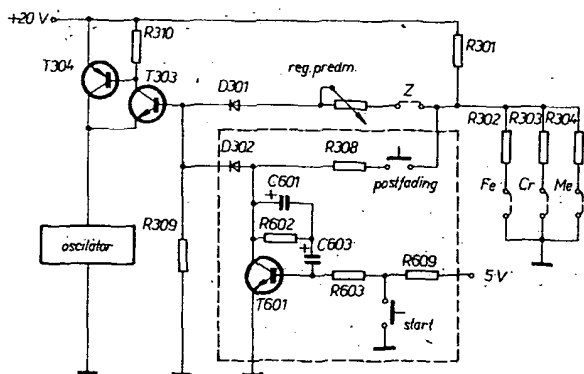 +20 V
R310
T304
T303
R301
reg. predm.
D301
Z
R302
R303
R304
D302
R308
postfading
Fe
Cr
Me
C601
R602
C603
R309
oscilator
R609
5 V
T601
R603
start